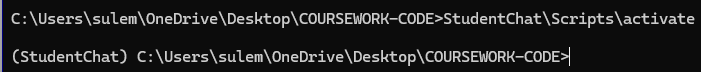 C:\Users\sulem\OneDrive\Desktop\COURSEWORK-CODE>StudentChat\Scripts\activate
(StudentChat) C:\Users\sulem\OneDrive\Desktop\COURSEWORK-CODE>